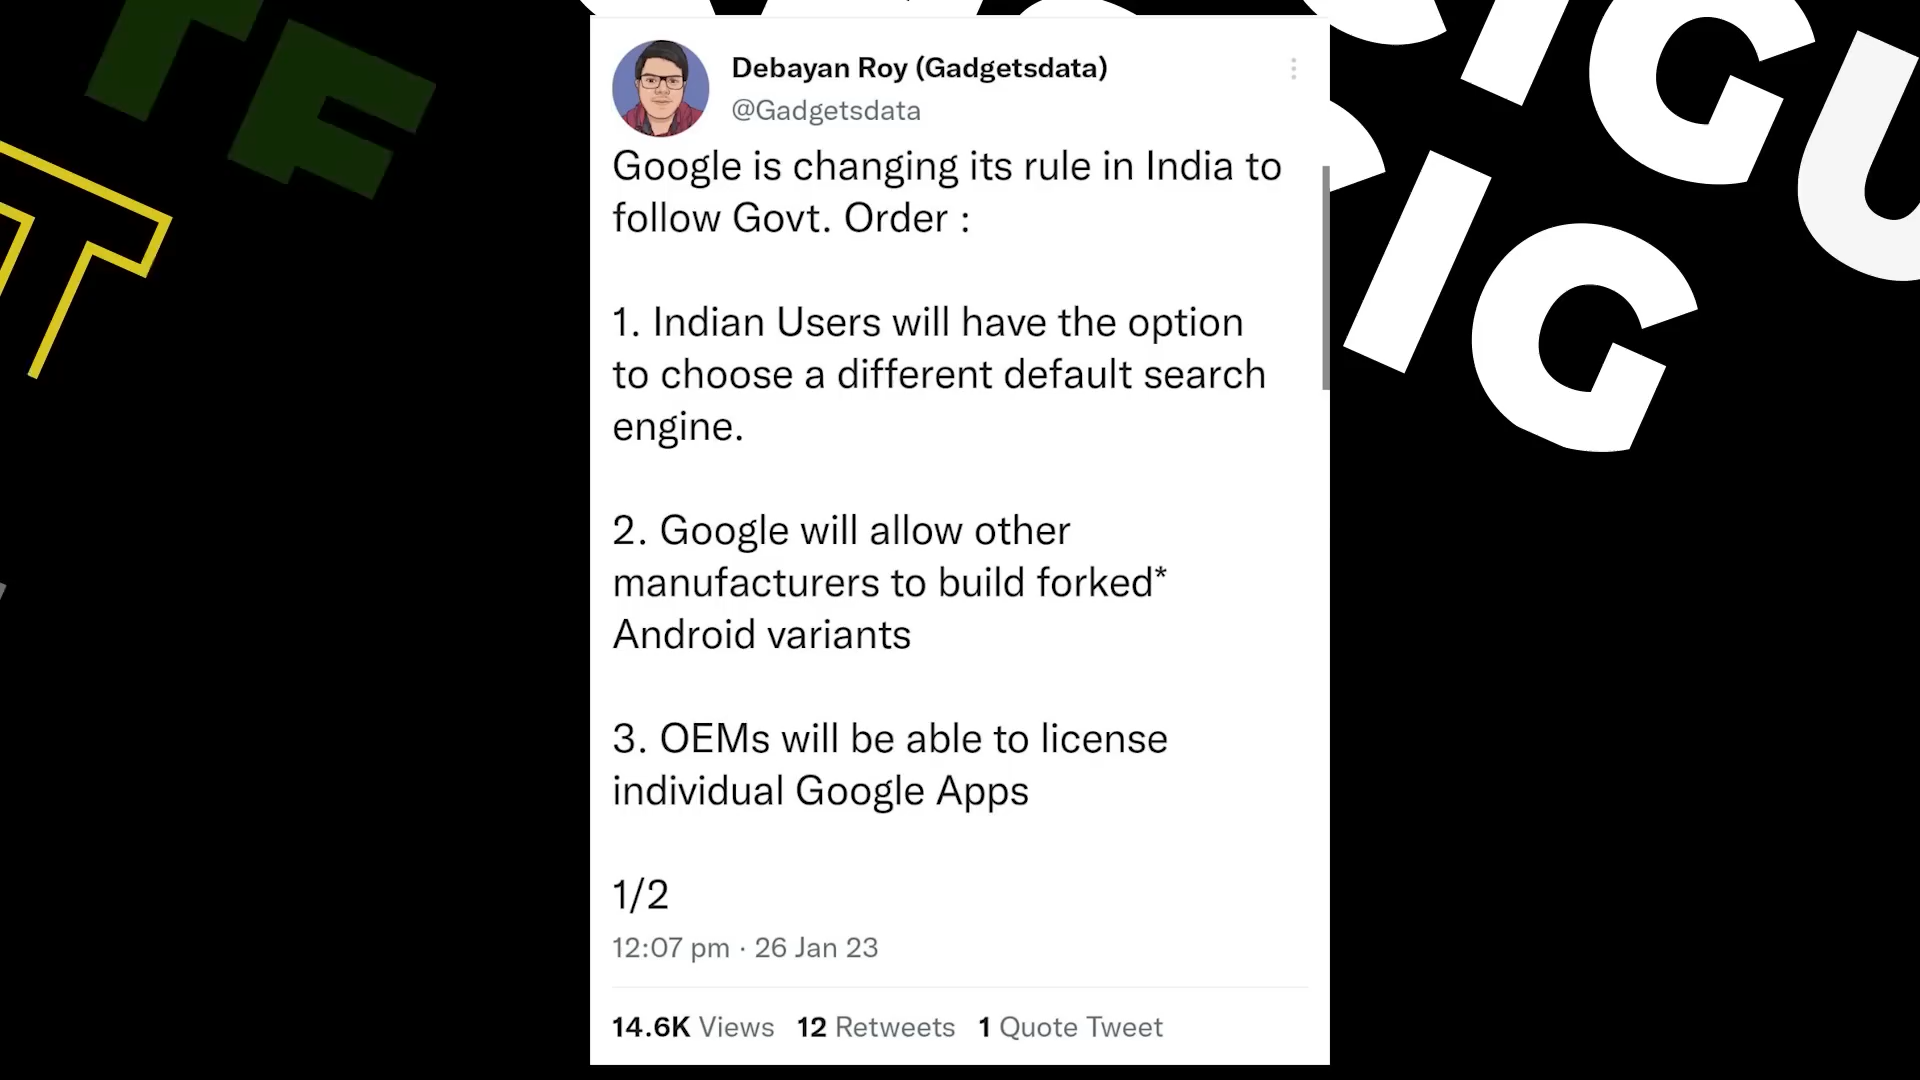 Debayan Roy (Gadgetsdata)
@Gadgetsdata
Google is changing its rule in India to
follow Govt. Order :
1. Indian Users will have the option
to choose a different default search
engine.
2. Google will allow other
manufacturers to build forked*
Android variants
3. OEMs will be able to license
individual Google Apps
1/2
12:07 pm · 26 Jan 23
14.6K Views 12 Retweets 1 Quote Tweet